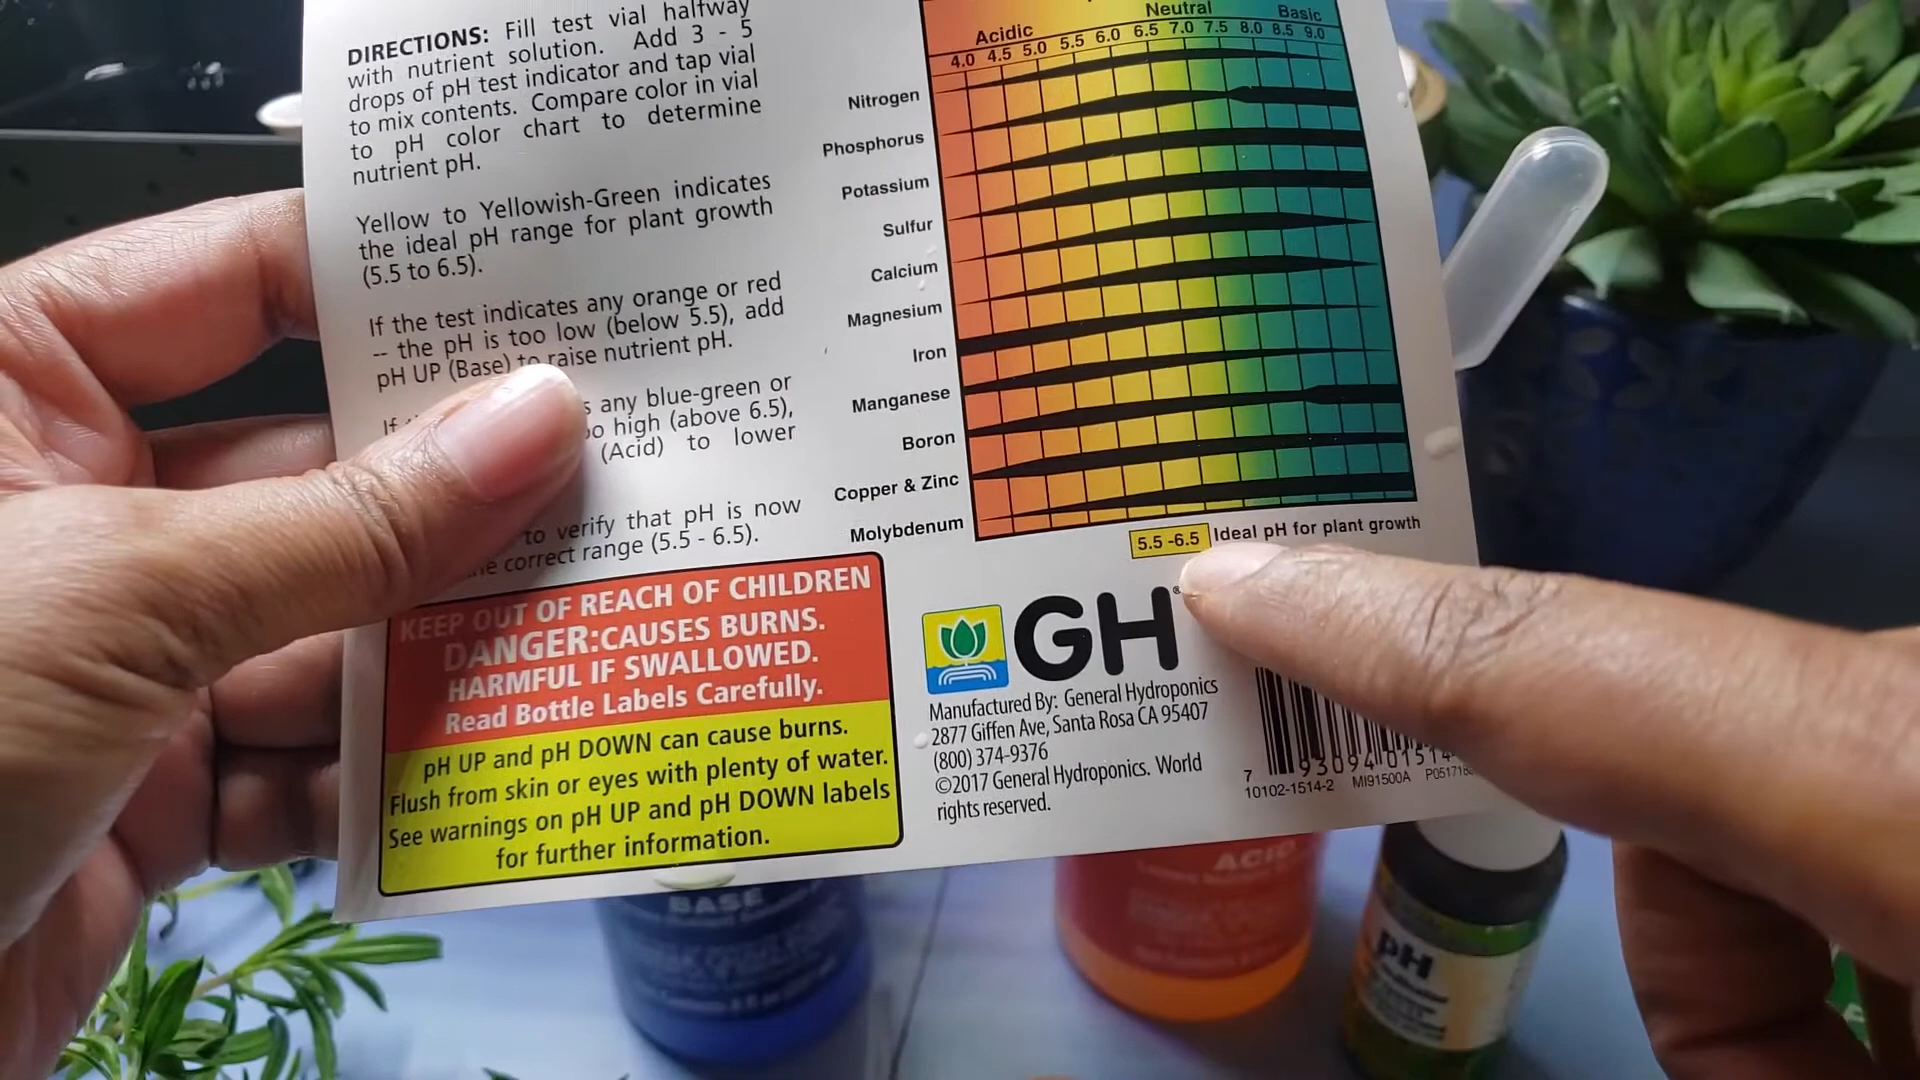 DIRECTIONS: Fill test vial halfway
with nutrient solution. Add 3 - 5
drops of pH test indicator and tap vial
to mix contents. Compare color in vial
to pH color chart to determine
nutrient pH.
Yellow to Yellowish-Green indicates
the ideal pH range for plant growth
(5.5 to 6.5).
If the test indicates any orange or red
-- the pH is too low (below 5.5), add
pH UP (Base) to raise nutrient pH.
If any blue-green or
high (above 6.5),
(Acid) to lower
to verify that pH is now
correct range (5.5 - 6.5).
KEEP OUT OF REACH OF CHILDREN
DANGER:CAUSES BURNS.
HARMFUL IF SWALLOWED.
Read Bottle Labels Carefully.
pH UP and pH DOWN can cause burns.
Flush from skin or eyes with plenty of water.
See warnings on pH UP and pH DOWN labels
for further information.
Acidic Neutral Basic
4.0 4.5 5.0 5.5 6.0 6.5 7.0 7.5 8.0 8.5 9.0
Nitrogen
Phosphorus
Potassium
Sulfur
Calcium
Magnesium
Iron
Manganese
Boron
Copper & Zinc
Molybdenum
5.5 -6.5 Ideal pH for plant growth
GH®
Manufactured By: General Hydroponics
2877 Giffen Ave, Santa Rosa CA 95407
(800) 374-9376
©2017 General Hydroponics. World
rights reserved.
7 93094 01514
10102-1514-2 MI91500A
BASE
ACID
pH